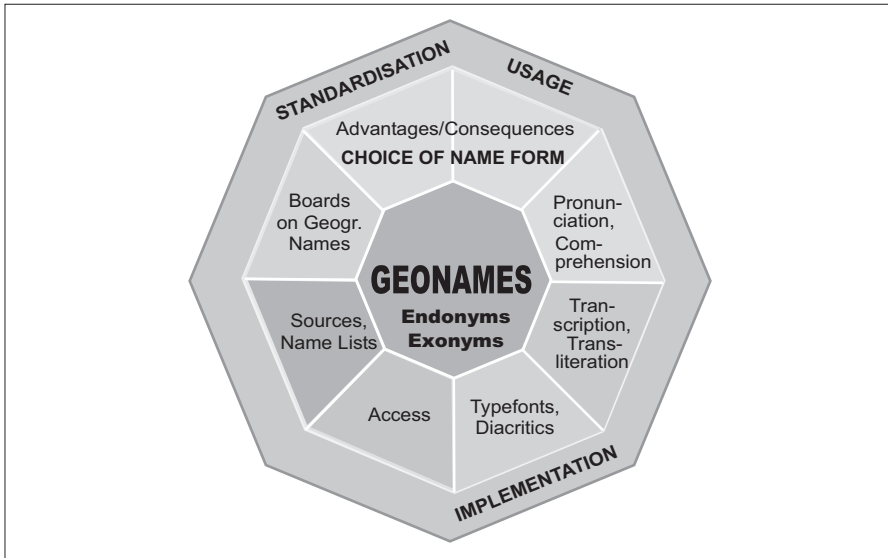 STANDARDISATION
USAGE
Advantages/Consequences
CHOICE OF NAME FORM
Boards
on Geogr.
Names
Pronun-
ciation,
Com-
prehension
GEONAMES
Endonyms
Exonyms
Sources,
Name Lists
Tran-
scription,
Trans-
literation
Access
Typefonts,
Diacritics
IMPLEMENTATION